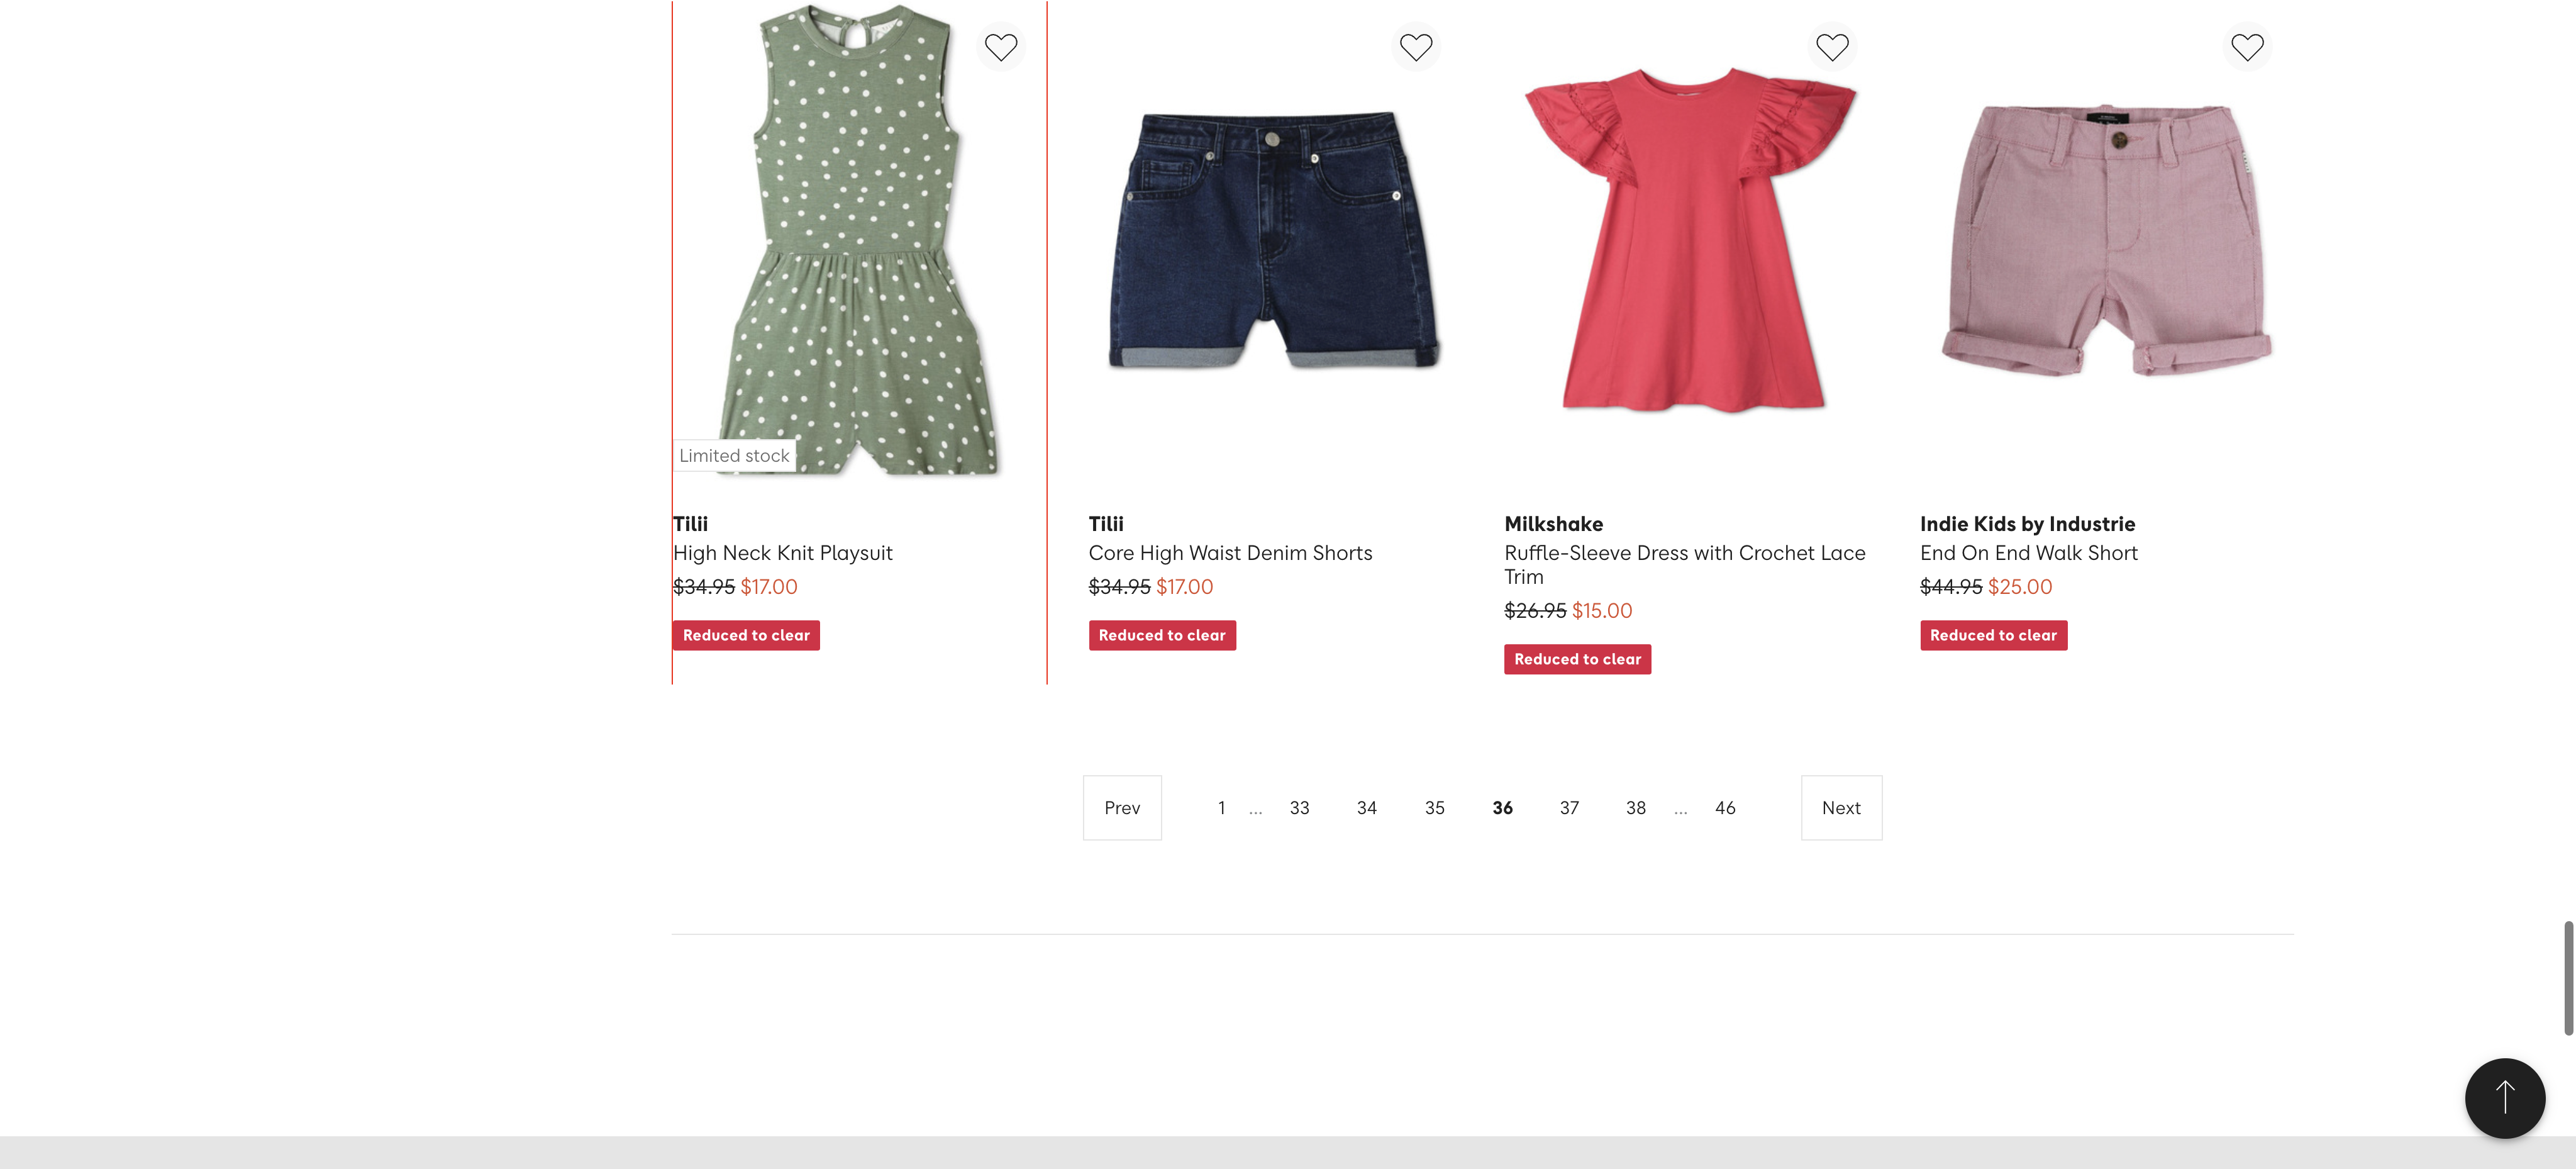 Limited stock
Tilii
High Neck Knit Playsuit
$34.95 $17.00
Reduced to clear
Tilii
Core High Waist Denim Shorts
$34.95 $17.00
Reduced to clear
Milkshake
Ruffle-Sleeve Dress with Crochet Lace
Trim
$26.95 $15.00
Reduced to clear
Indie Kids by Industrie
End On End Walk Short
$44.95 $25.00
Reduced to clear
Prev 1 ... 33 34 35 36 37 38 ... 46 Next